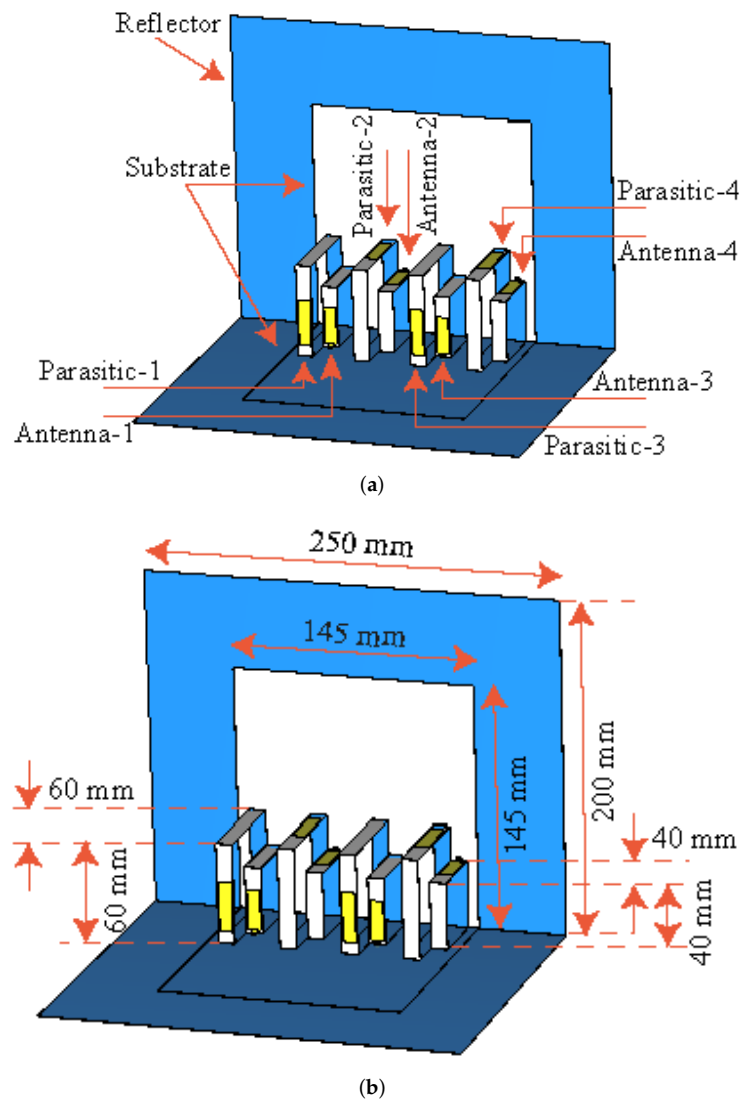 Reflector
Substrate
Parasitic-2
Antenna-2
Parasitic-4
Antenna-4
Parasitic-1
Antenna-1
Antenna-3
Parasitic-3
(a)
250 mm
145 mm
60 mm
60 mm
145 mm
200 mm
40 mm
40 mm
(b)